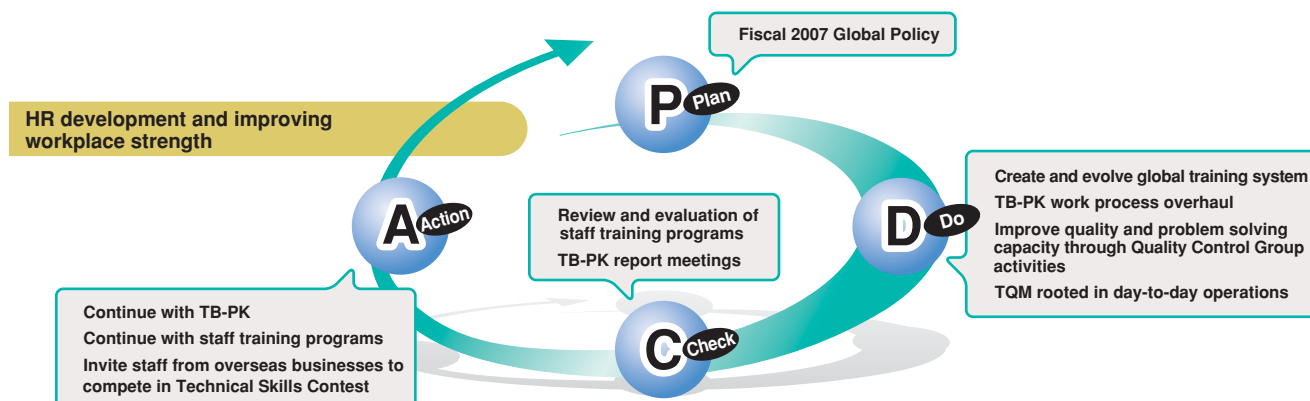 HR development and improving
workplace strength
P
Plan
Fiscal 2007 Global Policy
D
Do
Create and evolve global training system
TB-PK work process overhaul
Improve quality and problem solving
capacity through Quality Control Group
activities
TQM rooted in day-to-day operations
C
Check
Review and evaluation of
staff training programs
TB-PK report meetings
A
Action
Continue with TB-PK
Continue with staff training programs
Invite staff from overseas businesses to
compete in Technical Skills Contest